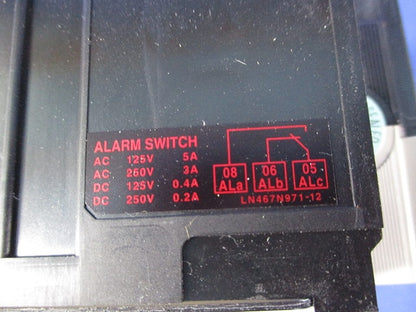 ALARM SWITCH
AC 125V 5A
AC 250V 3A
DC 125V 0.4A
DC 250V 0.2A
08 06 05
ALa ALb ALc
LN467N971-12